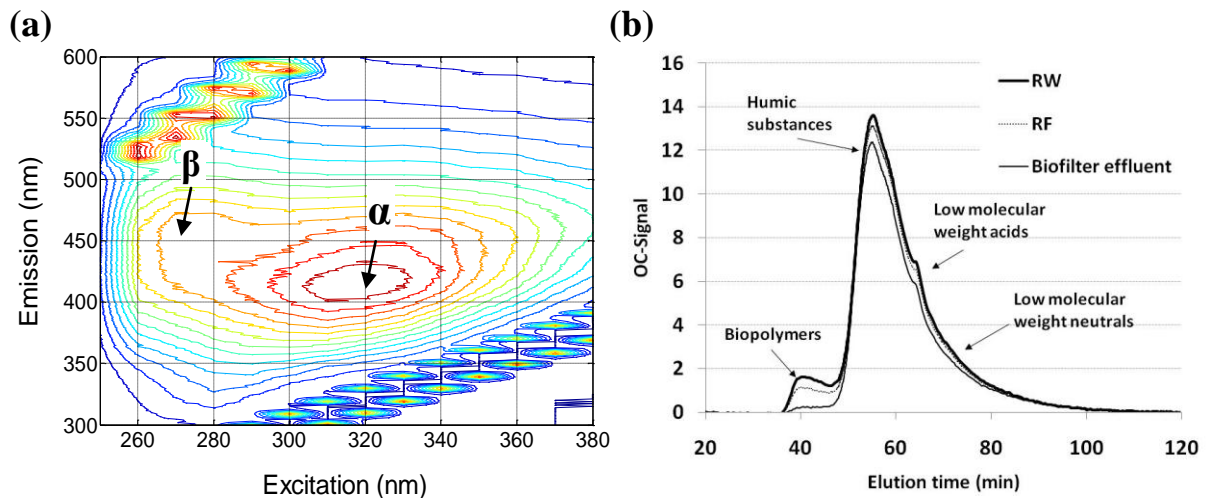 (a)
600
550
500
450
400
350
300
Emission (nm)
β
α
260 280 300 320 340 360 380
Excitation (nm)
(b)
16
14
12
10
8
6
4
2
0
OC-Signal
Humic
substances
RW
RF
Biofilter effluent
Low molecular
weight acids
Low molecular
weight neutrals
Biopolymers
20 40 60 80 100 120
Elution time (min)